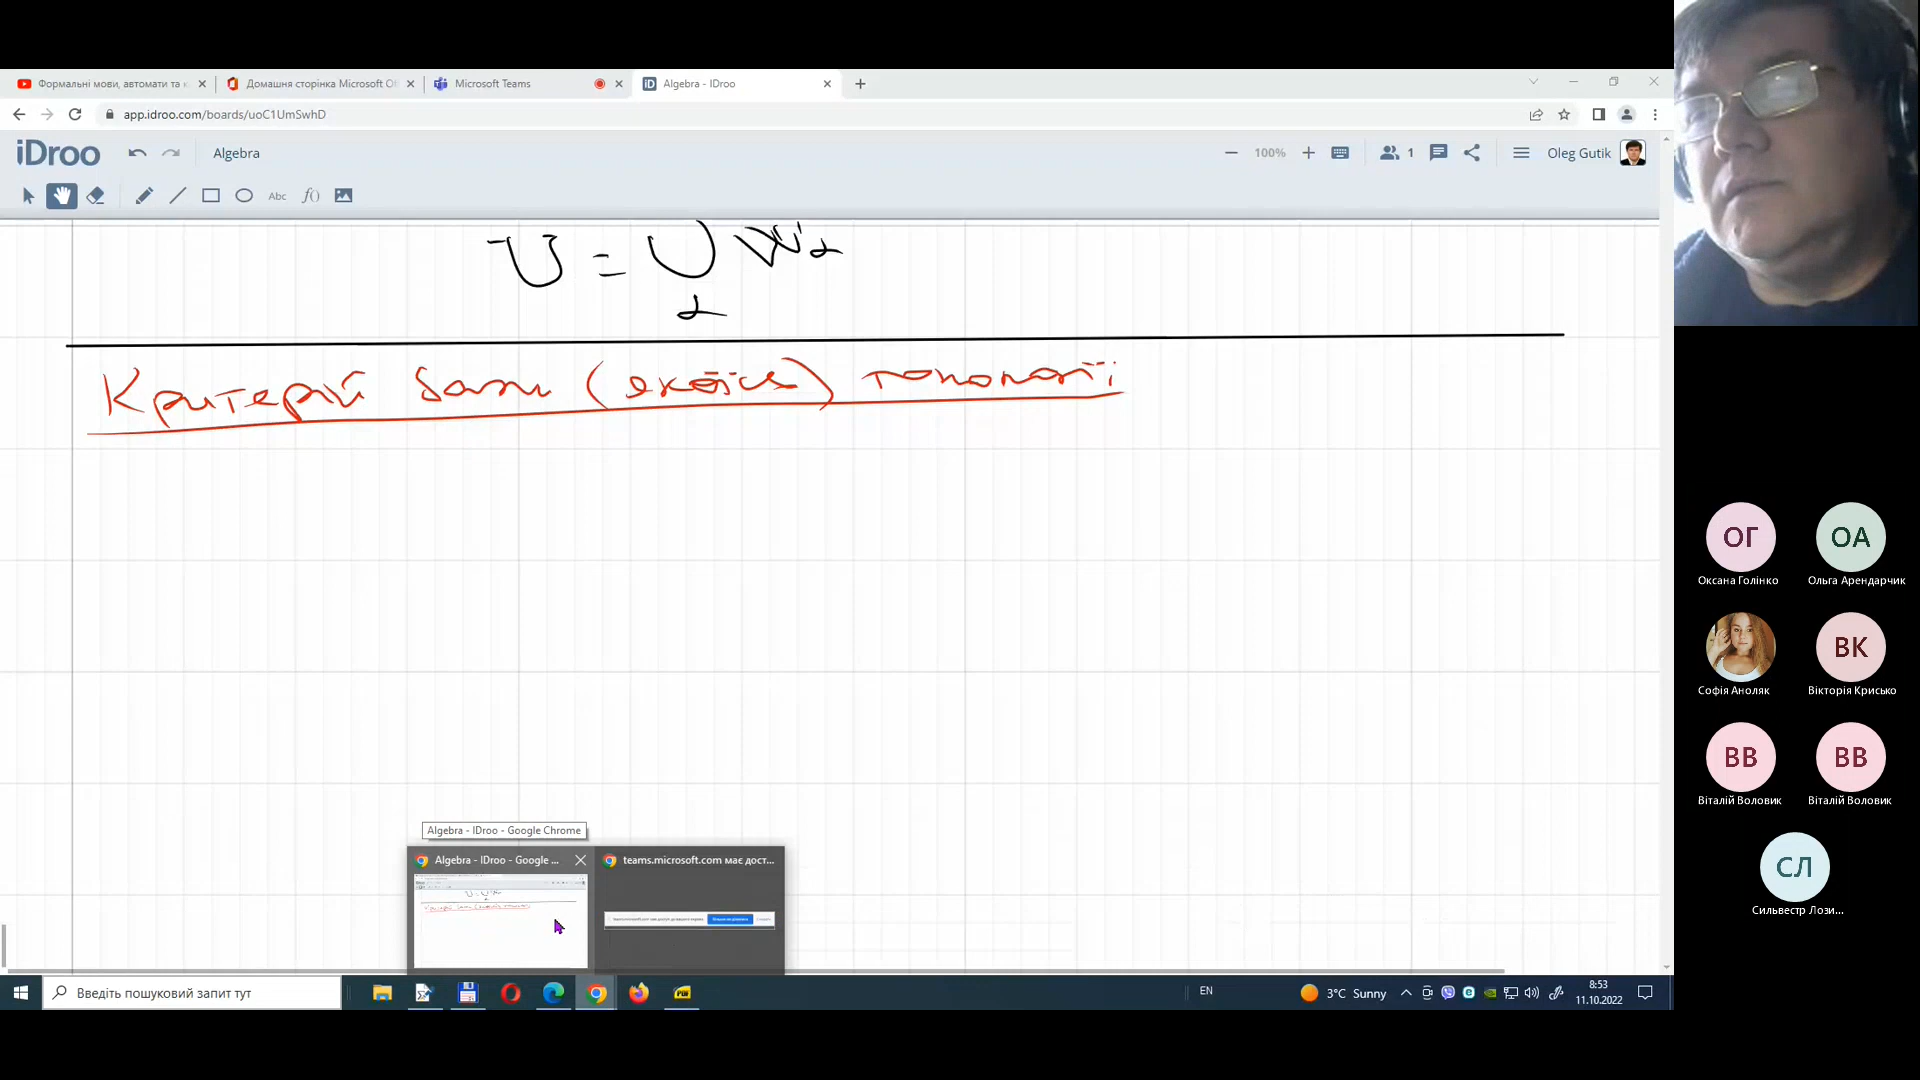 Формальні мови, автомати та к
Домашня сторінка Microsoft Of
Microsoft Teams
iD Algebra - IDroo
app.idroo.com/boards/uoC1UmSwhD
iDroo
Algebra
100%
1
Oleg Gutik
Abc
f()
U = ∪ Wα
α
Критерій бази (якоїсь) топології
Algebra - IDroo - Google Chrome
Algebra - IDroo - Google ...
teams.microsoft.com має дост...
ОГ
ОА
Оксана Голінко
Ольга Арендарчик
ВК
Софія Аноляк
Вікторія Крисько
ВВ
ВВ
Віталій Воловик
Віталій Воловик
СЛ
Сильвестр Лози...
Введіть пошуковий запит тут
EN
3°C Sunny
8:53
11.10.2022